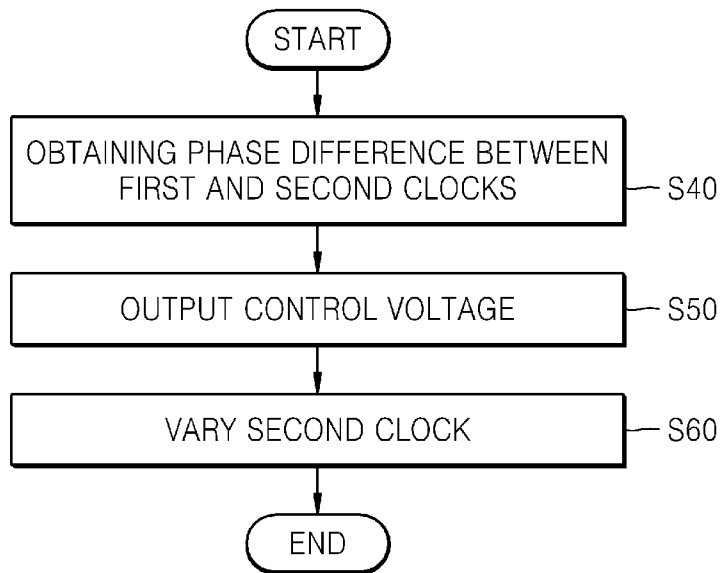 START
OBTAINING PHASE DIFFERENCE BETWEEN
FIRST AND SECOND CLOCKS
S40
OUTPUT CONTROL VOLTAGE
S50
VARY SECOND CLOCK
S60
END